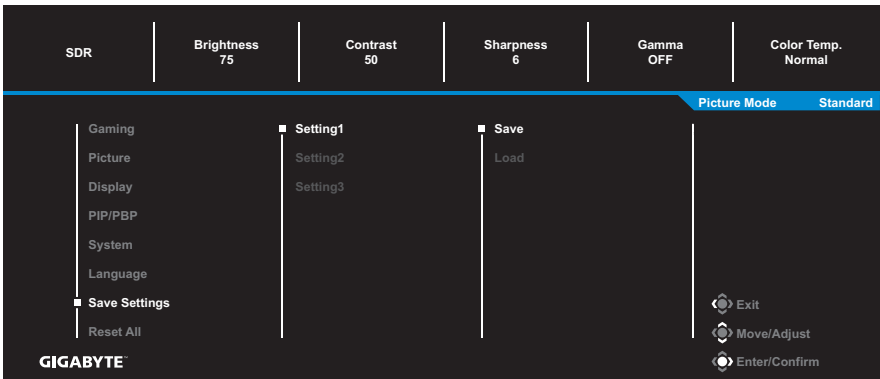 SDR
Brightness
75
Contrast
50
Sharpness
6
Gamma
OFF
Color Temp.
Normal
Picture Mode Standard
Gaming
Picture
Display
PIP/PBP
System
Language
Save Settings
Reset All
Setting1
Setting2
Setting3
Save
Load
Exit
Move/Adjust
Enter/Confirm
GIGABYTE™